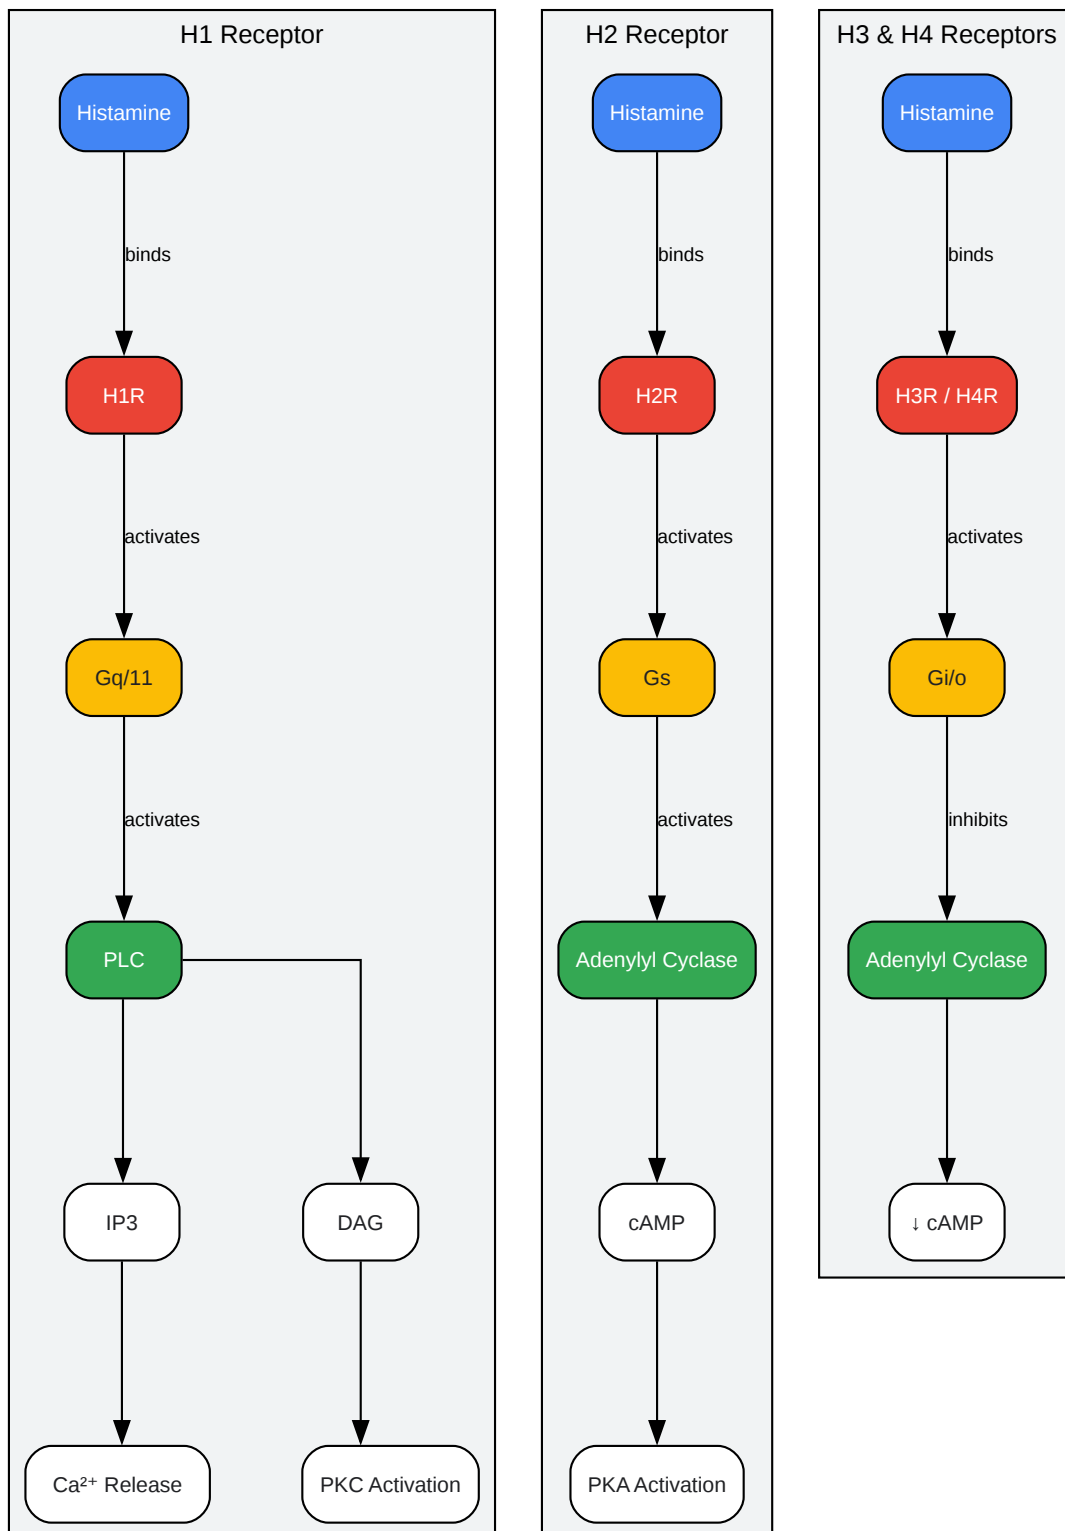 H1 Receptor
Histamine
binds
H1R
activates
Gq/11
activates
PLC
IP3
DAG
Ca²⁺ Release
PKC Activation
H2 Receptor
Histamine
binds
H2R
activates
Gs
activates
Adenylyl Cyclase
cAMP
PKA Activation
H3 & H4 Receptors
Histamine
binds
H3R / H4R
activates
Gi/o
inhibits
Adenylyl Cyclase
↓ cAMP